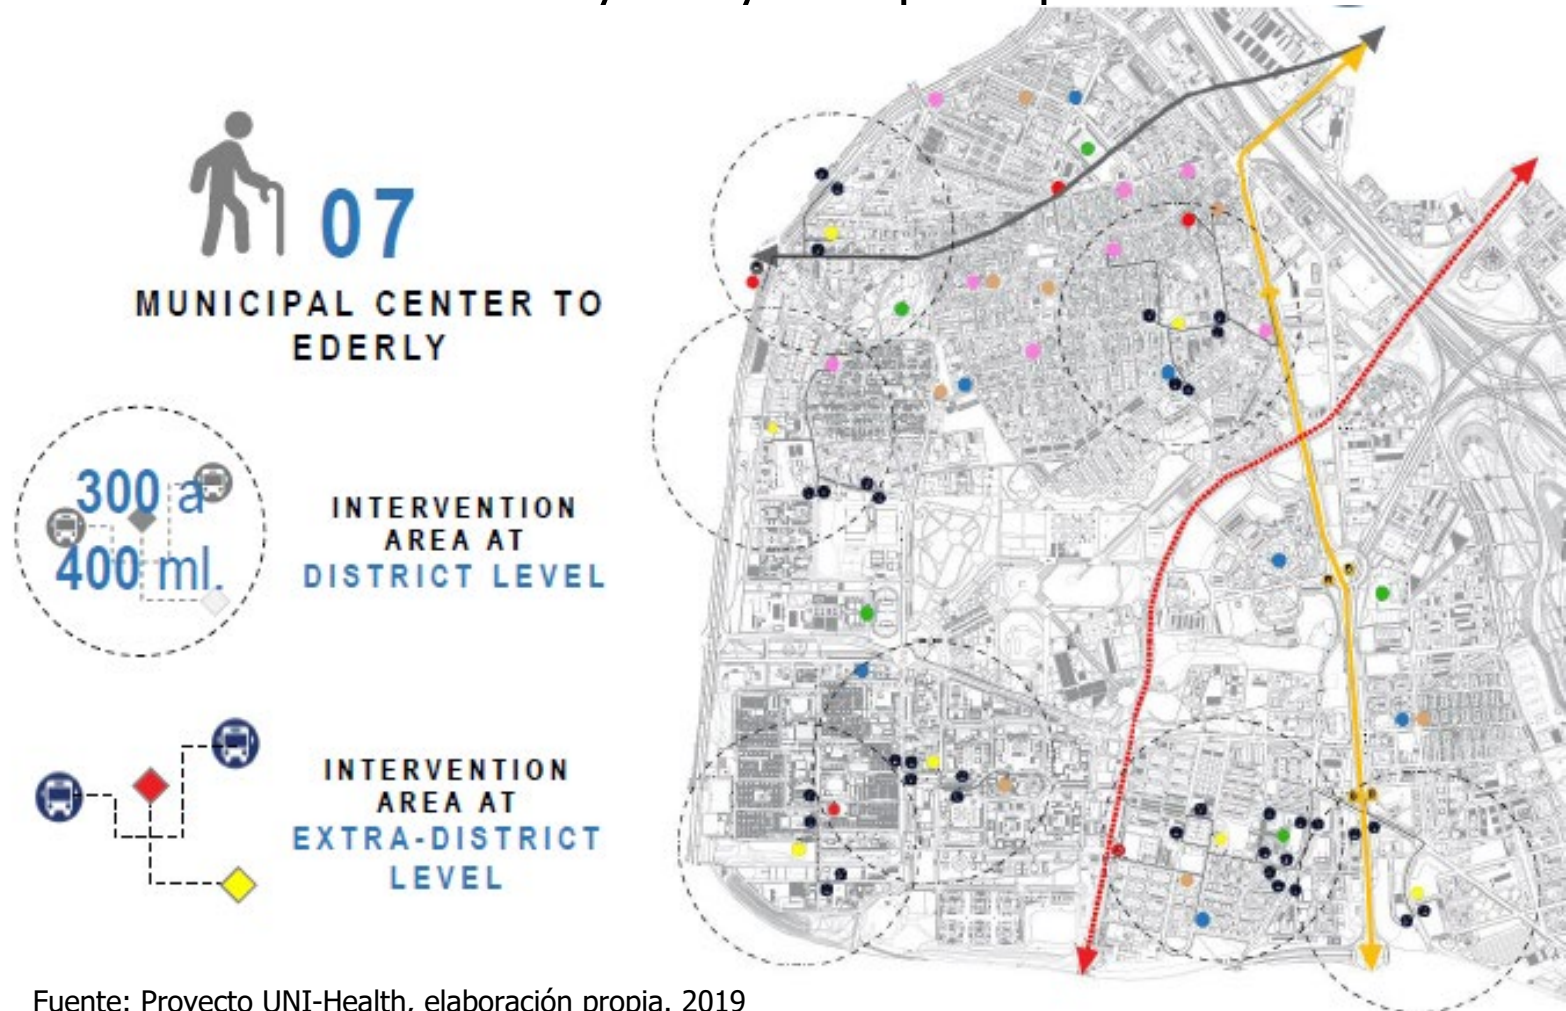 07
MUNICIPAL CENTER TO
EDERLY
300 a
400 ml.
INTERVENTION
AREA AT
DISTRICT LEVEL
INTERVENTION
AREA AT
EXTRA-DISTRICT
LEVEL
Fuente: Proyecto UNI-Health, elaboración propia, 2019